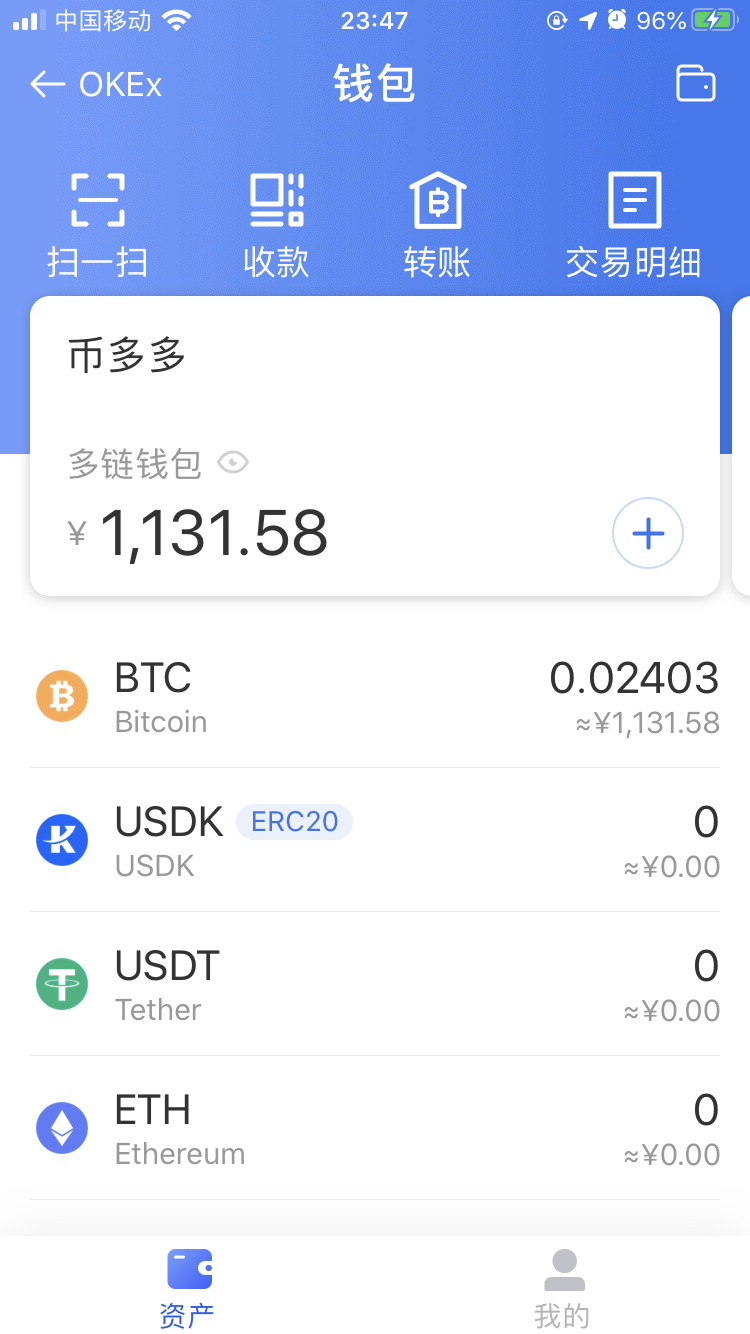 中国移动 23:47 96%
OKEx 钱包
扫一扫 收款 转账 交易明细
币多多
多链钱包
¥ 1,131.58
BTC 0.02403
Bitcoin ≈¥1,131.58
USDK ERC20 0
USDK ≈¥0.00
USDT 0
Tether ≈¥0.00
ETH 0
Ethereum ≈¥0.00
资产 我的